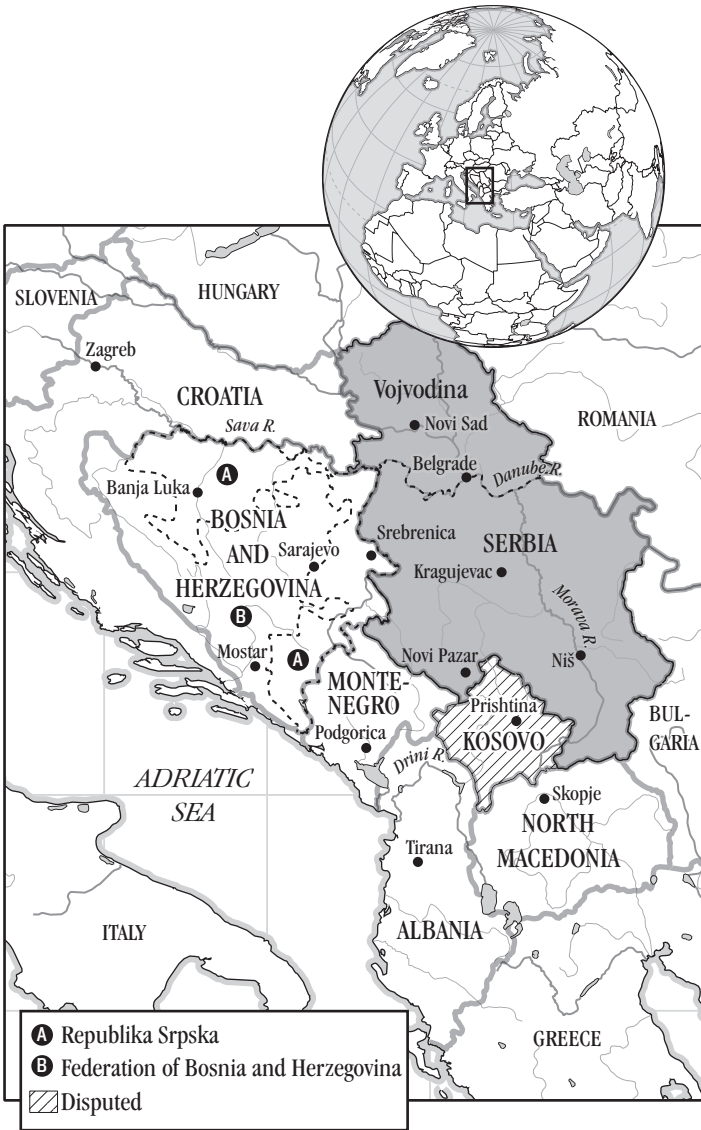 SLOVENIA
HUNGARY
Zagreb
CROATIA
Sava R.
Vojvodina
Novi Sad
ROMANIA
Belgrade
Danube R.
Banja Luka
A
BOSNIA
AND
HERZEGOVINA
Sarajevo
Srebrenica
SERBIA
Kragujevac
Morava R.
B
Mostar
A
Novi Pazar
Niš
MONTE-
NEGRO
Podgorica
Prishtina
KOSOVO
BUL-
GARIA
Drini R.
ADRIATIC
SEA
Skopje
NORTH
MACEDONIA
Tirana
ITALY
ALBANIA
GREECE
A Republika Srpska
B Federation of Bosnia and Herzegovina
Disputed